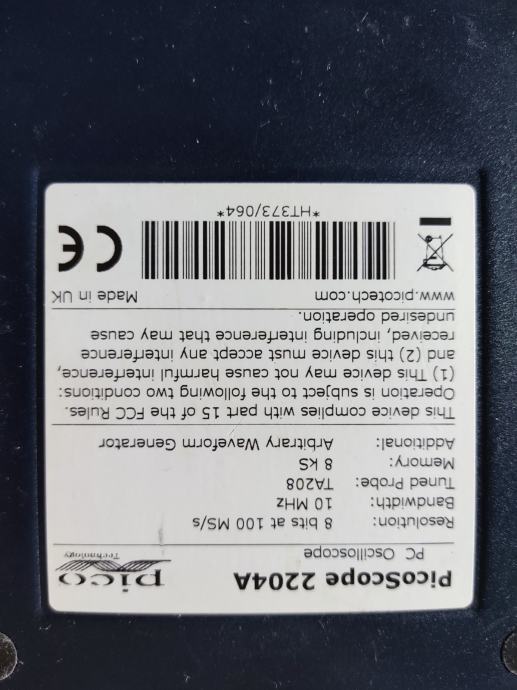 PicoScope 2204A
PC Oscilloscope
pico
Technology
Resolution: 8 bits at 100 MS/s
Bandwidth: 10 MHz
Tuned Probe: TA208
Memory: 8 kS
Additional: Arbitrary Waveform Generator
This device complies with part 15 of the FCC Rules.
Operation is subject to the following two conditions:
(1) This device may not cause harmful interference,
and (2) this device must accept any interference
received, including interference that may cause
undesired operation.
www.picotech.com Made in UK
CE
*HT373/064*